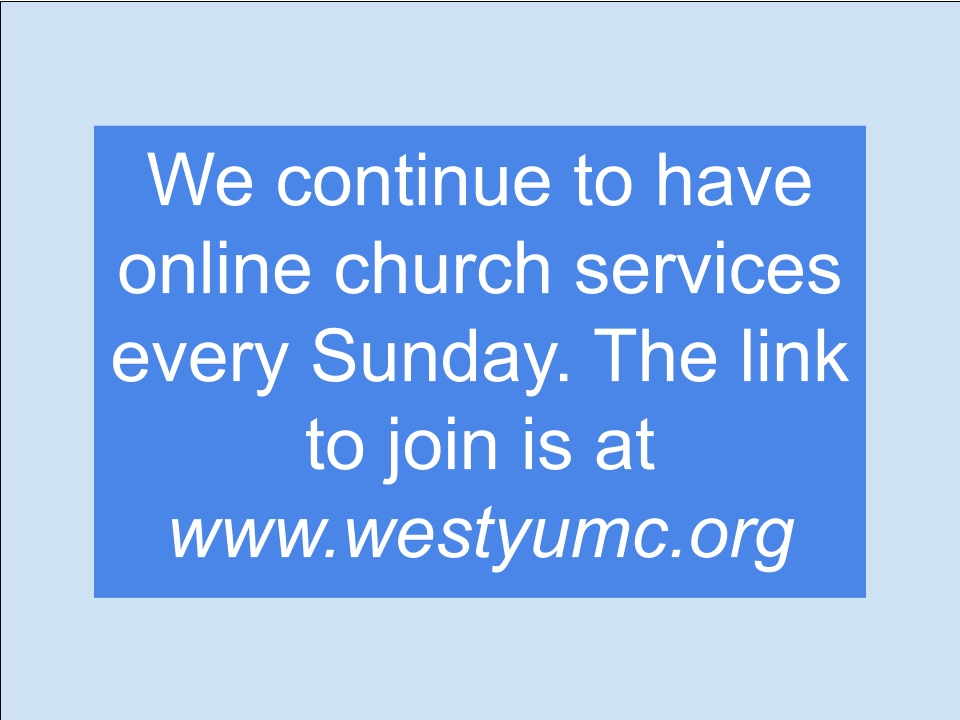 We continue to have
online church services
every Sunday. The link
to join is at
www.westyumc.org